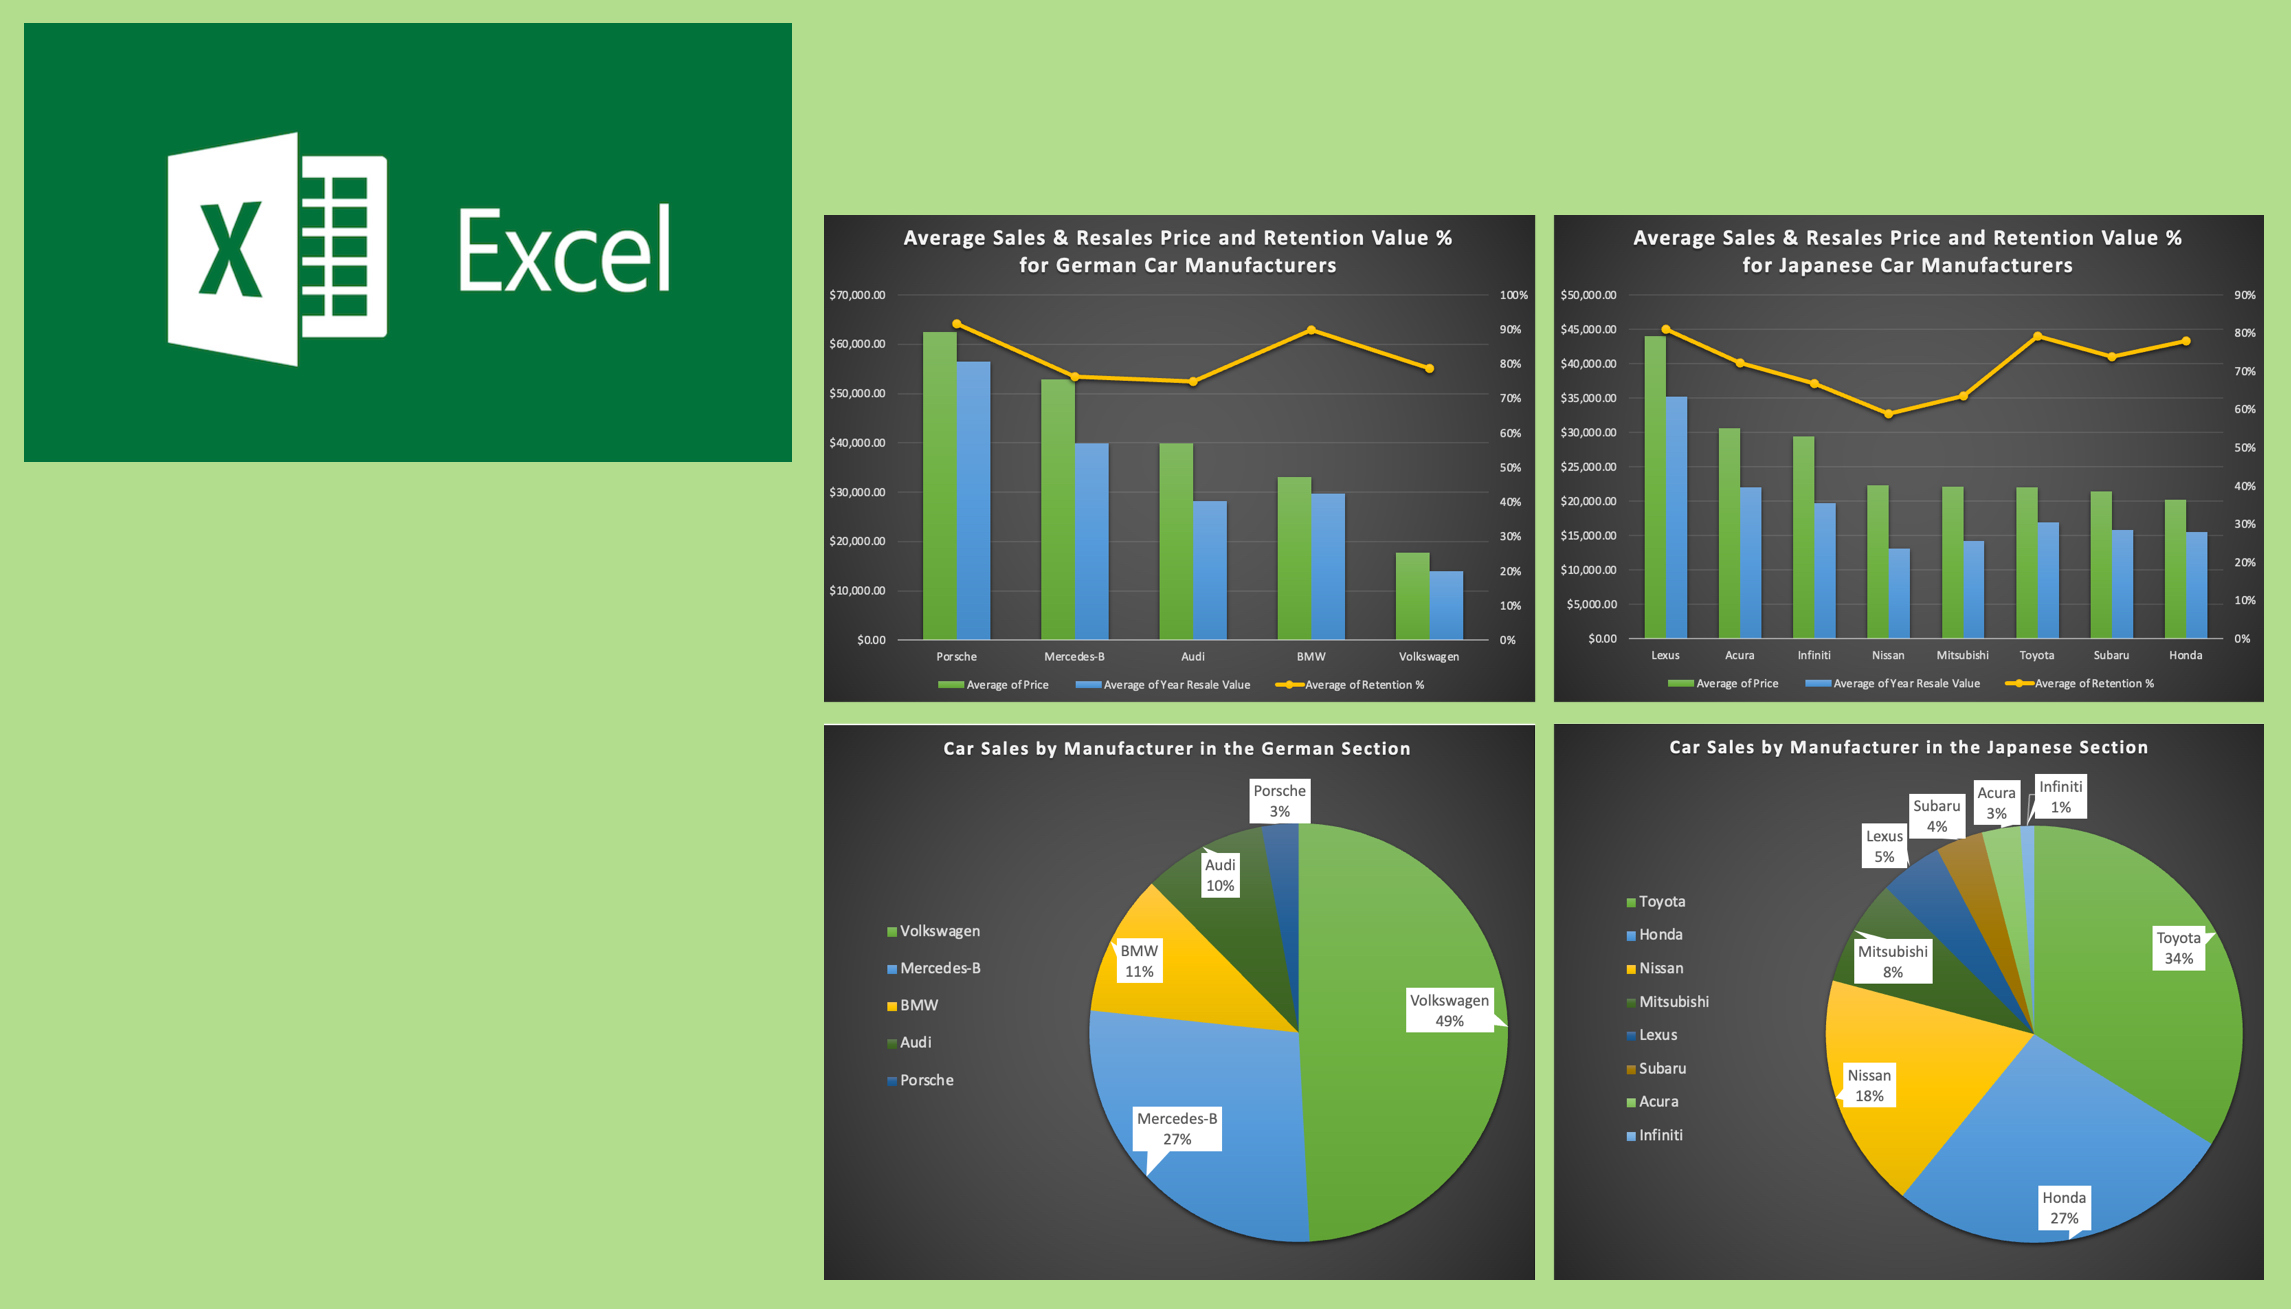 X
Excel
Average Sales & Resales Price and Retention Value %
for German Car Manufacturers
$70,000.00
$60,000.00
$50,000.00
$40,000.00
$30,000.00
$20,000.00
$10,000.00
$0.00
100%
90%
80%
70%
60%
50%
40%
30%
20%
10%
0%
Porsche Mercedes-B Audi BMW Volkswagen
Average of Price Average of Year Resale Value Average of Retention %
Average Sales & Resales Price and Retention Value %
for Japanese Car Manufacturers
$50,000.00
$45,000.00
$40,000.00
$35,000.00
$30,000.00
$25,000.00
$20,000.00
$15,000.00
$10,000.00
$5,000.00
$0.00
90%
80%
70%
60%
50%
40%
30%
20%
10%
0%
Lexus Acura Infiniti Nissan Mitsubishi Toyota Subaru Honda
Average of Price Average of Year Resale Value Average of Retention %
Car Sales by Manufacturer in the German Section
Volkswagen
Mercedes-B
BMW
Audi
Porsche
Porsche
3%
Audi
10%
BMW
11%
Volkswagen
49%
Mercedes-B
27%
Car Sales by Manufacturer in the Japanese Section
Toyota
Honda
Nissan
Mitsubishi
Lexus
Subaru
Acura
Infiniti
Infiniti
1%
Acura
3%
Subaru
4%
Lexus
5%
Mitsubishi
8%
Toyota
34%
Nissan
18%
Honda
27%